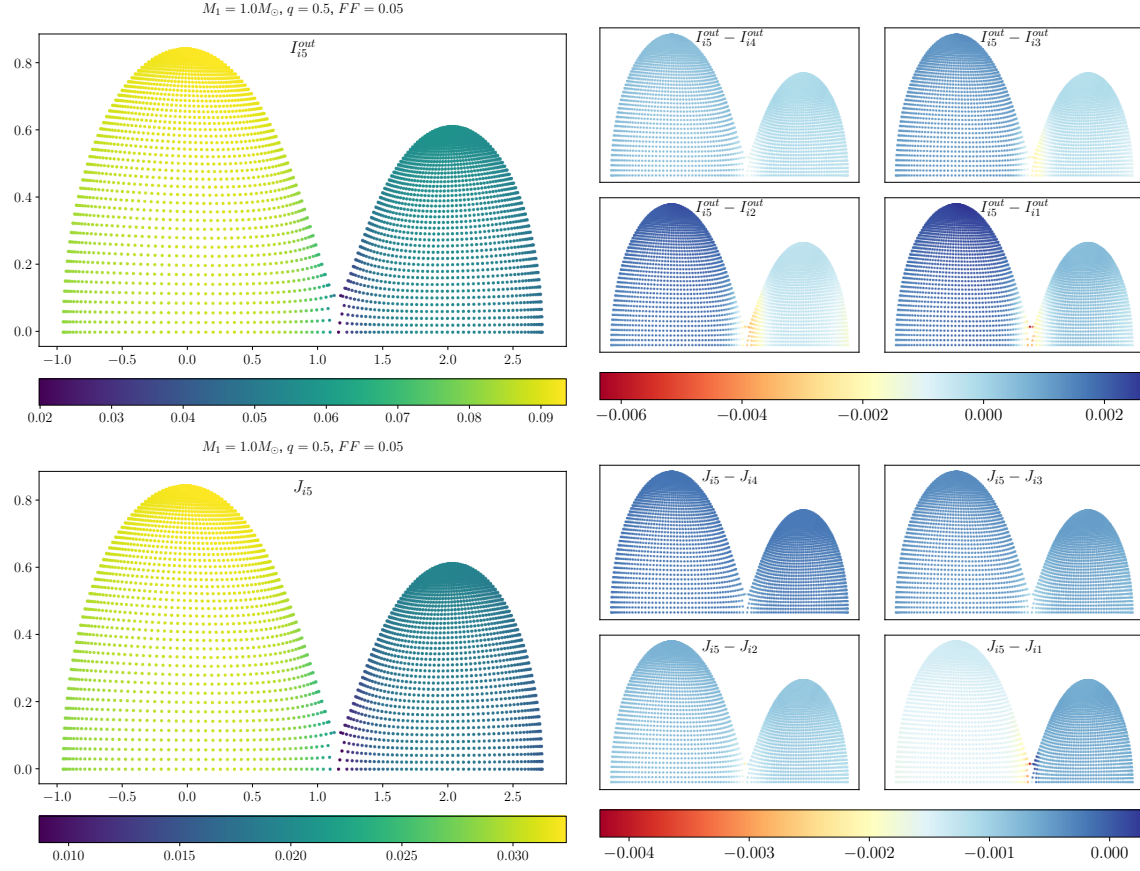 M₁ = 1.0M⊙, q = 0.5, FF = 0.05
I_{i5}^{out}
0.8
0.6
0.4
0.2
0.0
−1.0 −0.5 0.0 0.5 1.0 1.5 2.0 2.5
0.02 0.03 0.04 0.05 0.06 0.07 0.08 0.09
I_{i5}^{out} − I_{i4}^{out}
I_{i5}^{out} − I_{i3}^{out}
I_{i5}^{out} − I_{i2}^{out}
I_{i5}^{out} − I_{i1}^{out}
−0.006 −0.004 −0.002 0.000 0.002
M₁ = 1.0M⊙, q = 0.5, FF = 0.05
J_{i5}
0.8
0.6
0.4
0.2
0.0
−1.0 −0.5 0.0 0.5 1.0 1.5 2.0 2.5
0.010 0.015 0.020 0.025 0.030
J_{i5} − J_{i4}
J_{i5} − J_{i3}
J_{i5} − J_{i2}
J_{i5} − J_{i1}
−0.004 −0.003 −0.002 −0.001 0.000